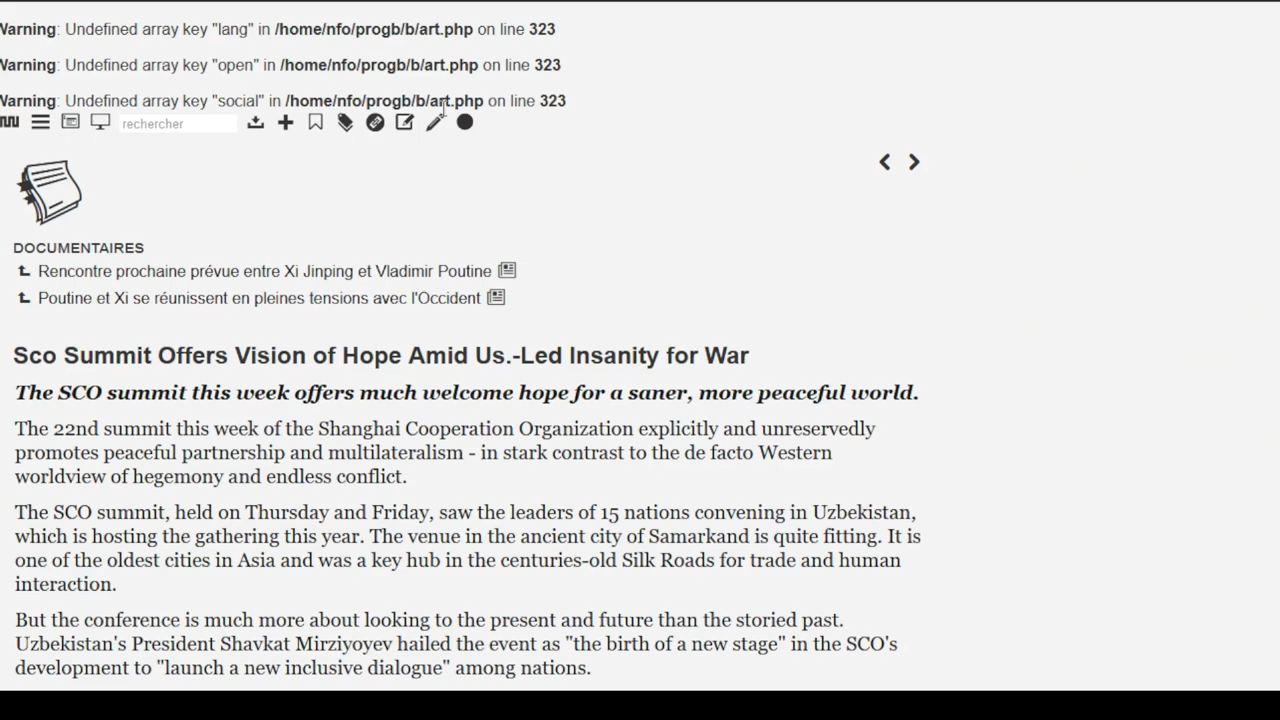 Warning: Undefined array key "lang" in /home/nfo/progb/b/art.php on line 323
Warning: Undefined array key "open" in /home/nfo/progb/b/art.php on line 323
Warning: Undefined array key "social" in /home/nfo/progb/b/art.php on line 323
rechercher
DOCUMENTAIRES
Rencontre prochaine prévue entre Xi Jinping et Vladimir Poutine
Poutine et Xi se réunissent en pleines tensions avec l'Occident
Sco Summit Offers Vision of Hope Amid Us.-Led Insanity for War
The SCO summit this week offers much welcome hope for a saner, more peaceful world.
The 22nd summit this week of the Shanghai Cooperation Organization explicitly and unreservedly
promotes peaceful partnership and multilateralism - in stark contrast to the de facto Western
worldview of hegemony and endless conflict.
The SCO summit, held on Thursday and Friday, saw the leaders of 15 nations convening in Uzbekistan,
which is hosting the gathering this year. The venue in the ancient city of Samarkand is quite fitting. It is
one of the oldest cities in Asia and was a key hub in the centuries-old Silk Roads for trade and human
interaction.
But the conference is much more about looking to the present and future than the storied past.
Uzbekistan's President Shavkat Mirziyoyev hailed the event as "the birth of a new stage" in the SCO's
development to "launch a new inclusive dialogue" among nations.